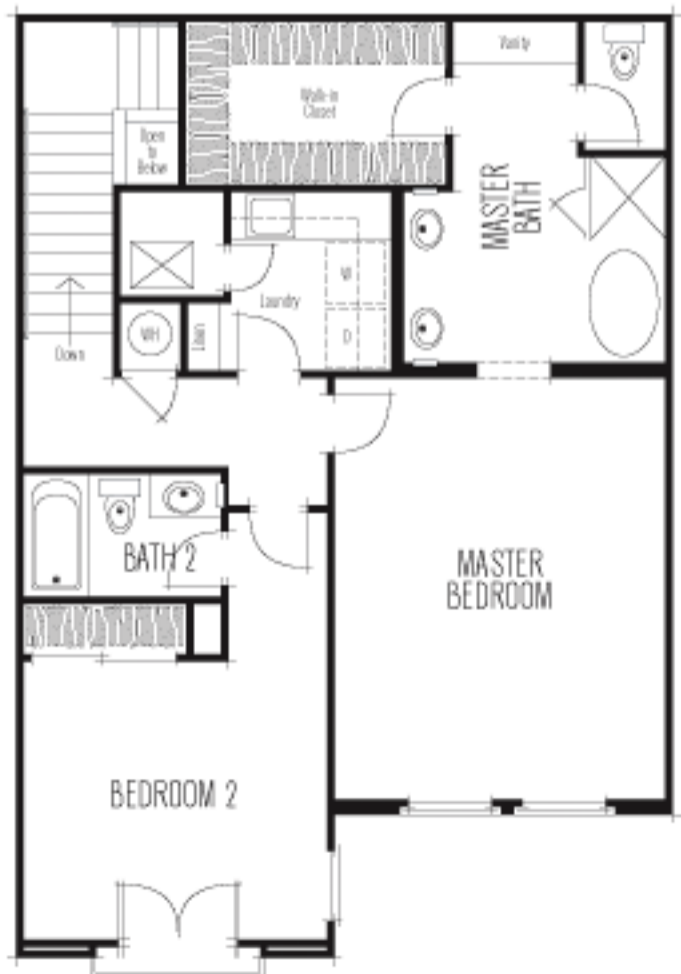 Vanity
Walk-in
Closet
Open
to
Below
MASTER
BATH
W
Laundry
D
Linen
WH
Down
BATH 2
MASTER
BEDROOM
BEDROOM 2